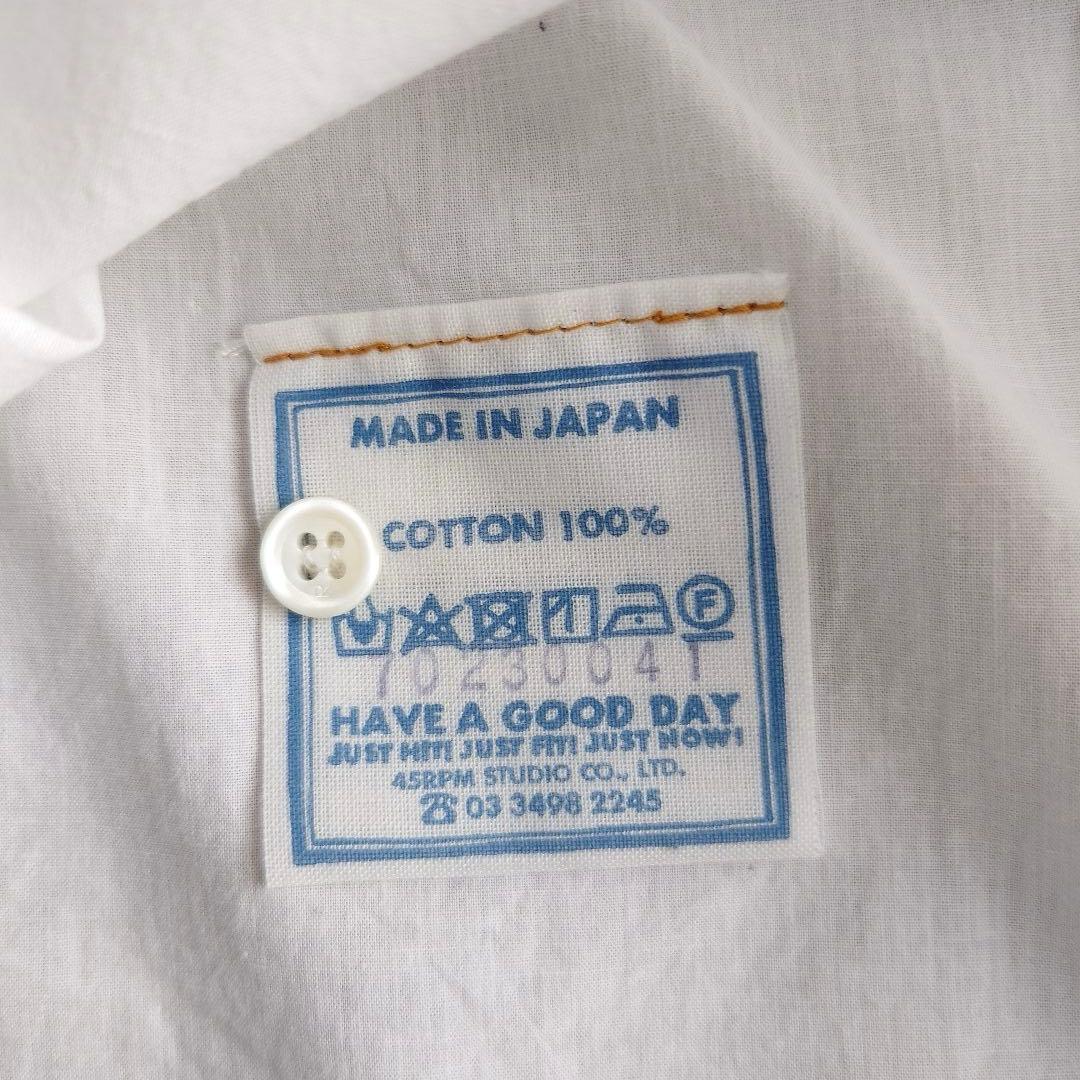 MADE IN JAPAN
COTTON 100%
F
70230041
HAVE A GOOD DAY
JUST HIT! JUST FIT! JUST NOW!
45RPM STUDIO CO., LTD.
☎ 03 3498 2245
R